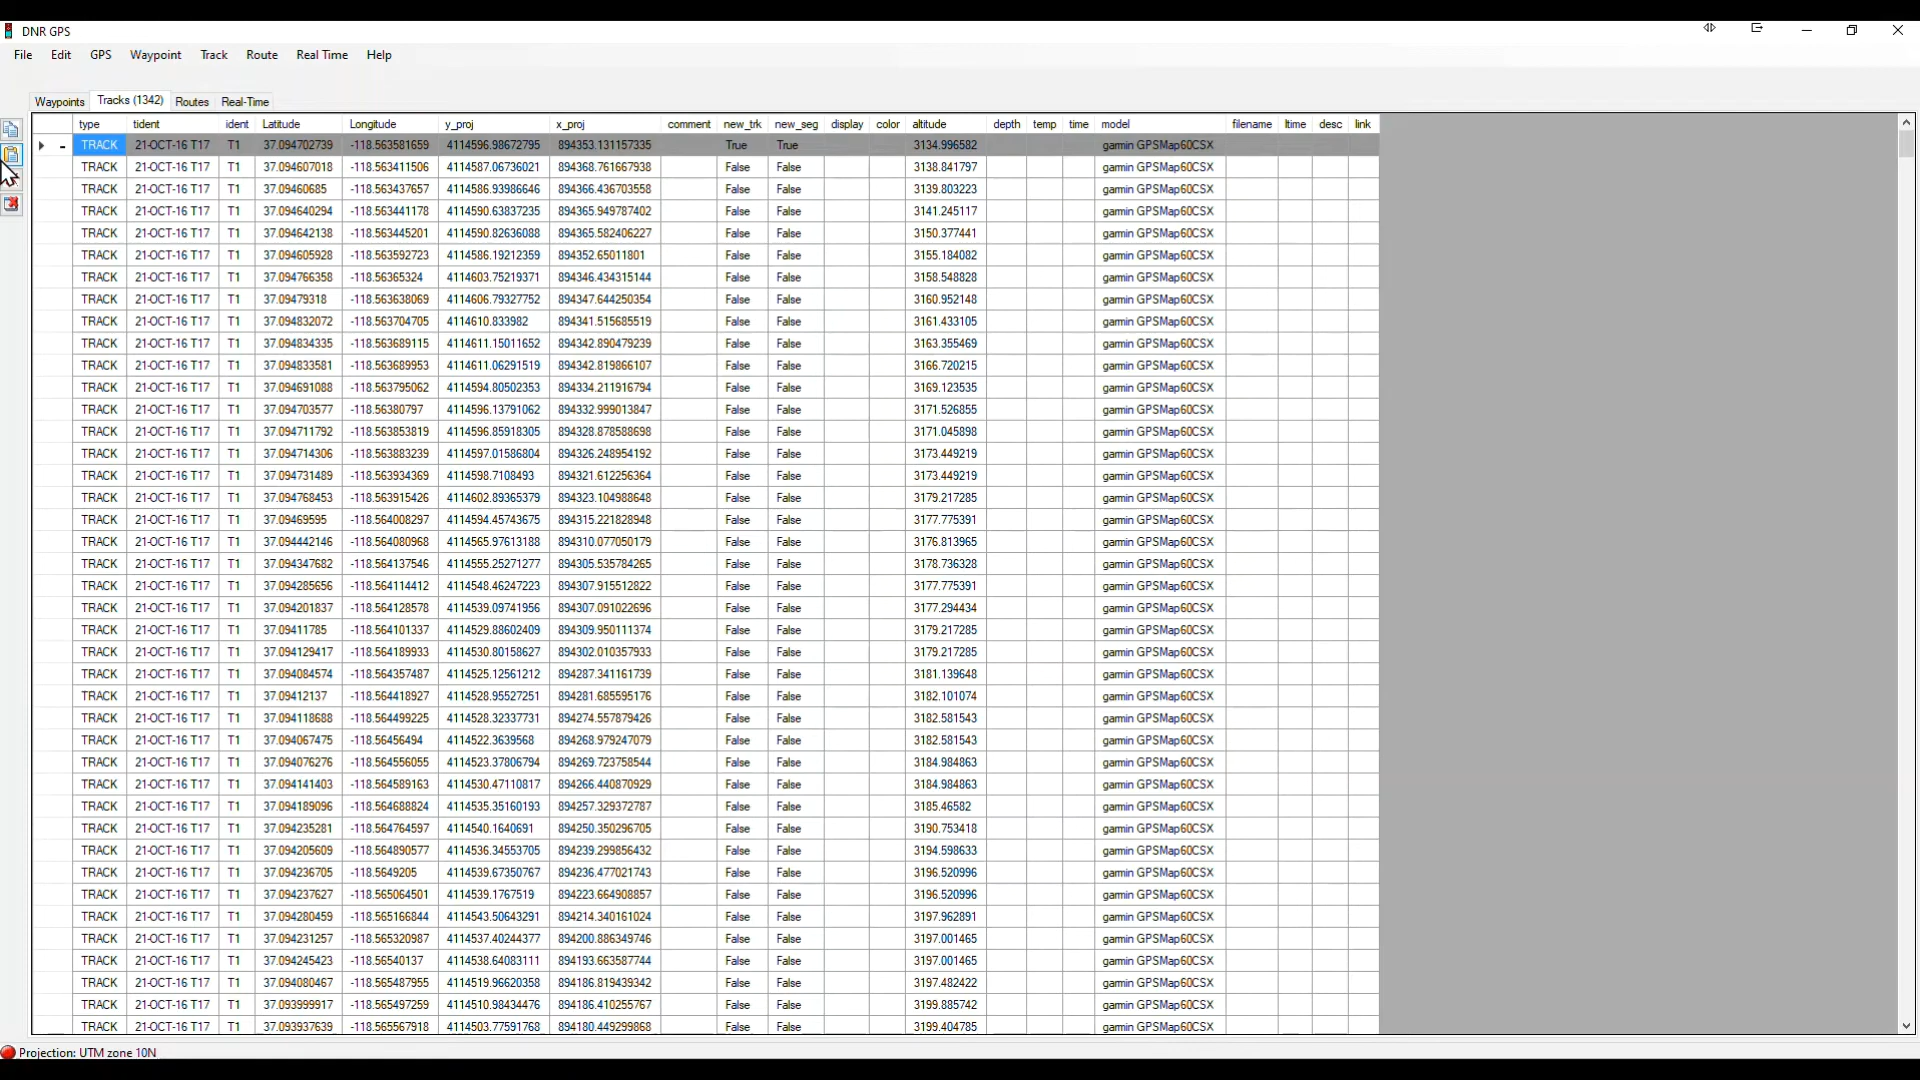 DNR GPS
File Edit GPS Waypoint Track Route Real Time Help
Waypoints Tracks (1342) Routes Real-Time
type tident ident Latitude Longitude y_proj x_proj comment new_trk new_seg display color altitude depth temp time model filename ltime desc link
- TRACK 21-OCT-16 T17 T1 37.094702739 -118.563581659 4114596.98672795 894353.131157335 True True 3134.996582 garmin GPSMap60CSX
TRACK 21-OCT-16 T17 T1 37.094607018 -118.563411506 4114587.06736021 894368.761667938 False False 3138.841797 garmin GPSMap60CSX
TRACK 21-OCT-16 T17 T1 37.09460685 -118.563437657 4114586.93986646 894366.436703558 False False 3139.803223 garmin GPSMap60CSX
TRACK 21-OCT-16 T17 T1 37.094640294 -118.563441178 4114590.63837235 894365.949787402 False False 3141.245117 garmin GPSMap60CSX
TRACK 21-OCT-16 T17 T1 37.094642138 -118.563445201 4114590.82636088 894365.582406227 False False 3150.377441 garmin GPSMap60CSX
TRACK 21-OCT-16 T17 T1 37.094605928 -118.563592723 4114586.19212359 894352.65011801 False False 3155.184082 garmin GPSMap60CSX
TRACK 21-OCT-16 T17 T1 37.094766358 -118.56365324 4114603.75219371 894346.434315144 False False 3158.548828 garmin GPSMap60CSX
TRACK 21-OCT-16 T17 T1 37.09479318 -118.563638069 4114606.79327752 894347.644250354 False False 3160.952148 garmin GPSMap60CSX
TRACK 21-OCT-16 T17 T1 37.094832072 -118.563704705 4114610.833982 894341.515685519 False False 3161.433105 garmin GPSMap60CSX
TRACK 21-OCT-16 T17 T1 37.094834335 -118.563689115 4114611.15011652 894342.890479239 False False 3163.355469 garmin GPSMap60CSX
TRACK 21-OCT-16 T17 T1 37.094833581 -118.563689953 4114611.06291519 894342.819866107 False False 3166.720215 garmin GPSMap60CSX
TRACK 21-OCT-16 T17 T1 37.094691088 -118.563795062 4114594.80502353 894334.211916794 False False 3169.123535 garmin GPSMap60CSX
TRACK 21-OCT-16 T17 T1 37.094703577 -118.56380797 4114596.13791062 894332.999013847 False False 3171.526855 garmin GPSMap60CSX
TRACK 21-OCT-16 T17 T1 37.094711792 -118.563853819 4114596.85918305 894328.878588698 False False 3171.045898 garmin GPSMap60CSX
TRACK 21-OCT-16 T17 T1 37.094714306 -118.563883239 4114597.01586804 894326.248954192 False False 3173.449219 garmin GPSMap60CSX
TRACK 21-OCT-16 T17 T1 37.094731489 -118.563934369 4114598.7108493 894321.612256364 False False 3173.449219 garmin GPSMap60CSX
TRACK 21-OCT-16 T17 T1 37.094768453 -118.563915426 4114602.89365379 894323.104988648 False False 3179.217285 garmin GPSMap60CSX
TRACK 21-OCT-16 T17 T1 37.09469595 -118.564008297 4114594.45743675 894315.221828948 False False 3177.775391 garmin GPSMap60CSX
TRACK 21-OCT-16 T17 T1 37.094442146 -118.564080968 4114565.97613188 894310.077050179 False False 3176.813965 garmin GPSMap60CSX
TRACK 21-OCT-16 T17 T1 37.094347682 -118.564137546 4114555.25271277 894305.535784265 False False 3178.736328 garmin GPSMap60CSX
TRACK 21-OCT-16 T17 T1 37.094285656 -118.564114412 4114548.46247223 894307.915512822 False False 3177.775391 garmin GPSMap60CSX
TRACK 21-OCT-16 T17 T1 37.094201837 -118.564128578 4114539.09741956 894307.091022696 False False 3177.294434 garmin GPSMap60CSX
TRACK 21-OCT-16 T17 T1 37.09411785 -118.564101337 4114529.88602409 894309.950111374 False False 3179.217285 garmin GPSMap60CSX
TRACK 21-OCT-16 T17 T1 37.094129417 -118.564189933 4114530.80158627 894302.010357933 False False 3179.217285 garmin GPSMap60CSX
TRACK 21-OCT-16 T17 T1 37.094084574 -118.564357487 4114525.12561212 894287.341161739 False False 3181.139648 garmin GPSMap60CSX
TRACK 21-OCT-16 T17 T1 37.09412137 -118.564418927 4114528.95527251 894281.685595176 False False 3182.101074 garmin GPSMap60CSX
TRACK 21-OCT-16 T17 T1 37.094118688 -118.564499225 4114528.32337731 894274.557879426 False False 3182.581543 garmin GPSMap60CSX
TRACK 21-OCT-16 T17 T1 37.094067475 -118.56456494 4114522.3639568 894268.979247079 False False 3182.581543 garmin GPSMap60CSX
TRACK 21-OCT-16 T17 T1 37.094076276 -118.564556055 4114523.37806794 894269.723758544 False False 3184.984863 garmin GPSMap60CSX
TRACK 21-OCT-16 T17 T1 37.094141403 -118.564589163 4114530.47110817 894266.440870929 False False 3184.984863 garmin GPSMap60CSX
TRACK 21-OCT-16 T17 T1 37.094189096 -118.564688824 4114535.35160193 894257.329372787 False False 3185.46582 garmin GPSMap60CSX
TRACK 21-OCT-16 T17 T1 37.094235281 -118.564764597 4114540.1640691 894250.350296705 False False 3190.753418 garmin GPSMap60CSX
TRACK 21-OCT-16 T17 T1 37.094205609 -118.564890577 4114536.34553705 894239.299856432 False False 3194.598633 garmin GPSMap60CSX
TRACK 21-OCT-16 T17 T1 37.094236705 -118.5649205 4114539.67350767 894236.477021743 False False 3196.520996 garmin GPSMap60CSX
TRACK 21-OCT-16 T17 T1 37.094237627 -118.565064501 4114539.1767519 894223.664908857 False False 3196.520996 garmin GPSMap60CSX
TRACK 21-OCT-16 T17 T1 37.094280459 -118.565166844 4114543.50643291 894214.340161024 False False 3197.962891 garmin GPSMap60CSX
TRACK 21-OCT-16 T17 T1 37.094231257 -118.565320987 4114537.40244377 894200.886349746 False False 3197.001465 garmin GPSMap60CSX
TRACK 21-OCT-16 T17 T1 37.094245423 -118.56540137 4114538.64083111 894193.663587744 False False 3197.001465 garmin GPSMap60CSX
TRACK 21-OCT-16 T17 T1 37.094080467 -118.565487955 4114519.96620358 894186.819439342 False False 3197.482422 garmin GPSMap60CSX
TRACK 21-OCT-16 T17 T1 37.093999917 -118.565497259 4114510.98434476 894186.410255767 False False 3199.885742 garmin GPSMap60CSX
TRACK 21-OCT-16 T17 T1 37.093937639 -118.565567918 4114503.77591768 894180.449299868 False False 3199.404785 garmin GPSMap60CSX
Projection: UTM zone 10N